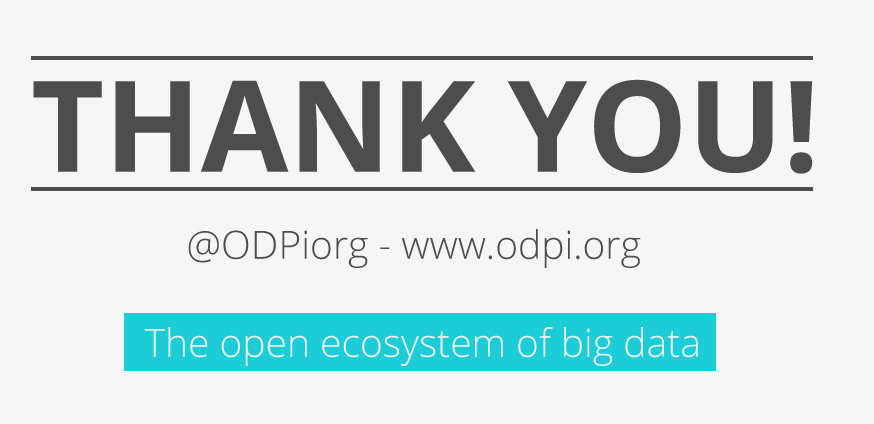 THANK YOU!
@ODPiorg - www.odpi.org
The open ecosystem of big data